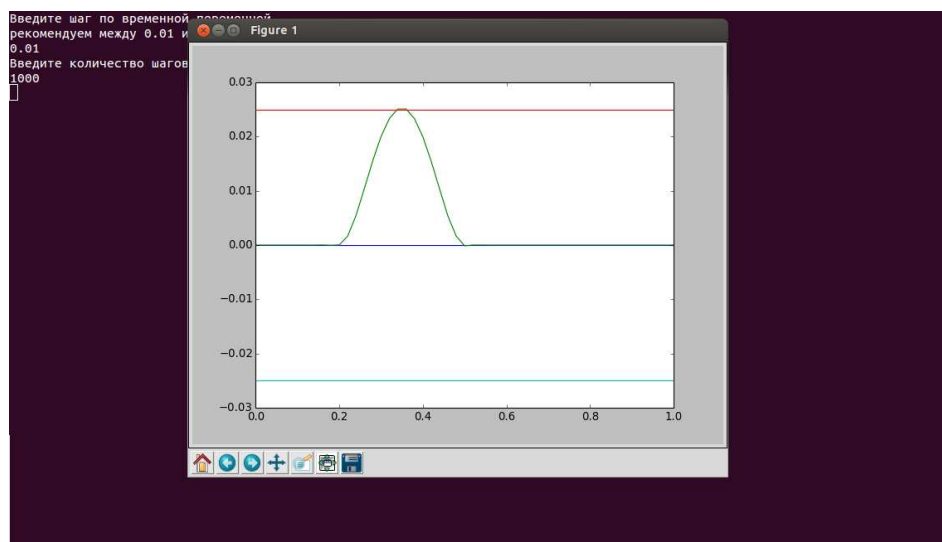 Введите шаг по временной переменной
рекомендуем между 0.01 и
0.01
Введите количество шагов
1000
Figure 1
0.03
0.02
0.01
0.00
−0.01
−0.02
−0.03
0.0 0.2 0.4 0.6 0.8 1.0